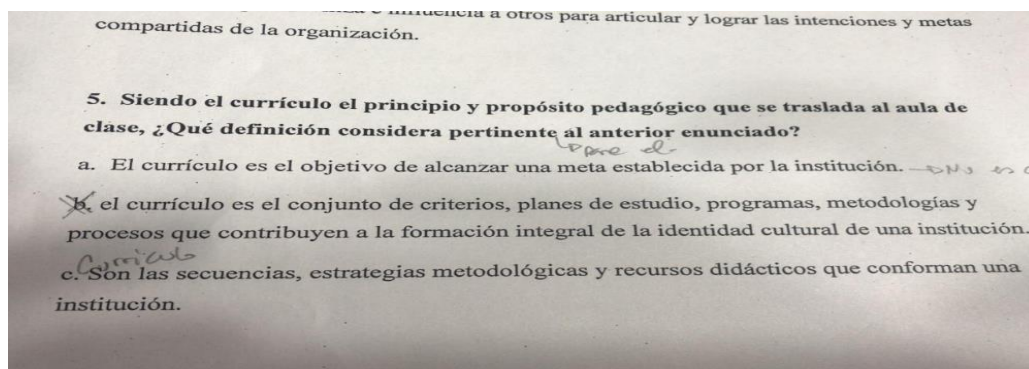 influencia a otros para articular y lograr las intenciones y metas
compartidas de la organización.
5. Siendo el currículo el principio y propósito pedagógico que se traslada al aula de
clase, ¿Qué definición considera pertinente al anterior enunciado?
para el
a. El currículo es el objetivo de alcanzar una meta establecida por la institución.
b. el currículo es el conjunto de criterios, planes de estudio, programas, metodologías y
procesos que contribuyen a la formación integral de la identidad cultural de una institución.
Currículo
c. Son las secuencias, estrategias metodológicas y recursos didácticos que conforman una
institución.